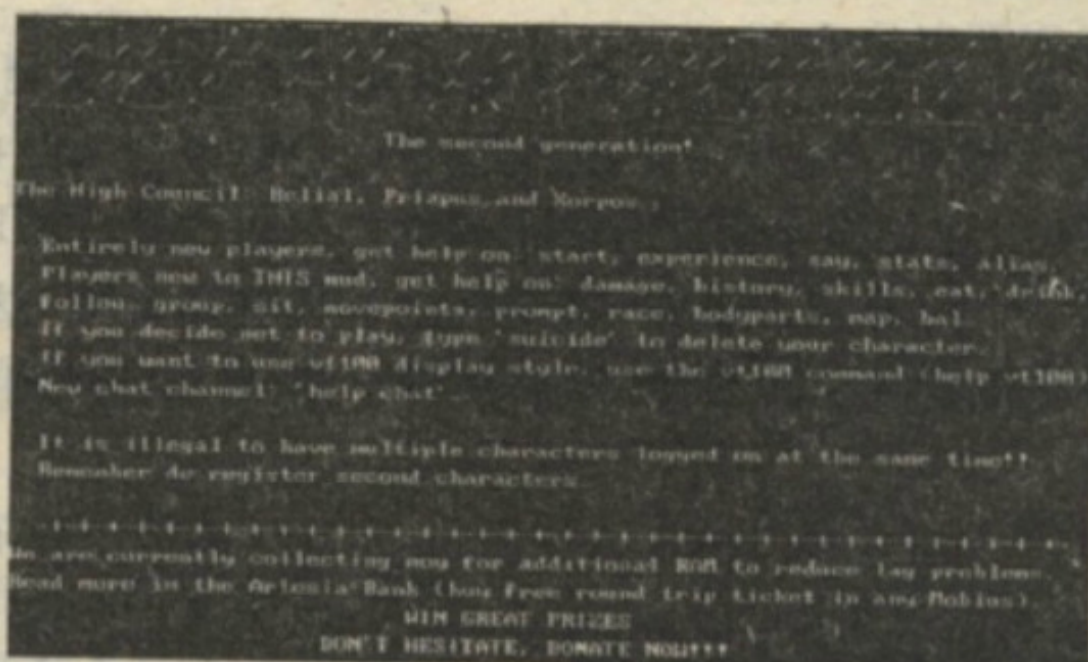 The second generation!
The High Council: Belial, Priapus and Morpos.
Entirely new players, get help on: start, experience, say, stats, alias,
Players new to THIS mud, get help on: damage, history, skills, eat, drink,
follow, group, sit, movepoints, prompt, race, bodyparts, map, hal
If you decide not to play, type 'suicide' to delete your character.
If you want to use vt100 display style, use the vt100 command (help vt100)
New chat channel: "help chat"
It is illegal to have multiple characters logged on at the same time!!
Remember do register second characters
-+-+-+-+-+-+-+-+-+-+-+-+-+-+-+-+-+-+-+-+-+-+-+-+-+-+-+-+-+-+-+-+-+-+-+-
We are currently collecting moy for additional RAM to reduce lag problems.
Read more in the Arlesia Bank (buy free round trip ticket in any Mobius).
WIN GREAT PRIZES
DON'T HESITATE, DONATE NOW!!!